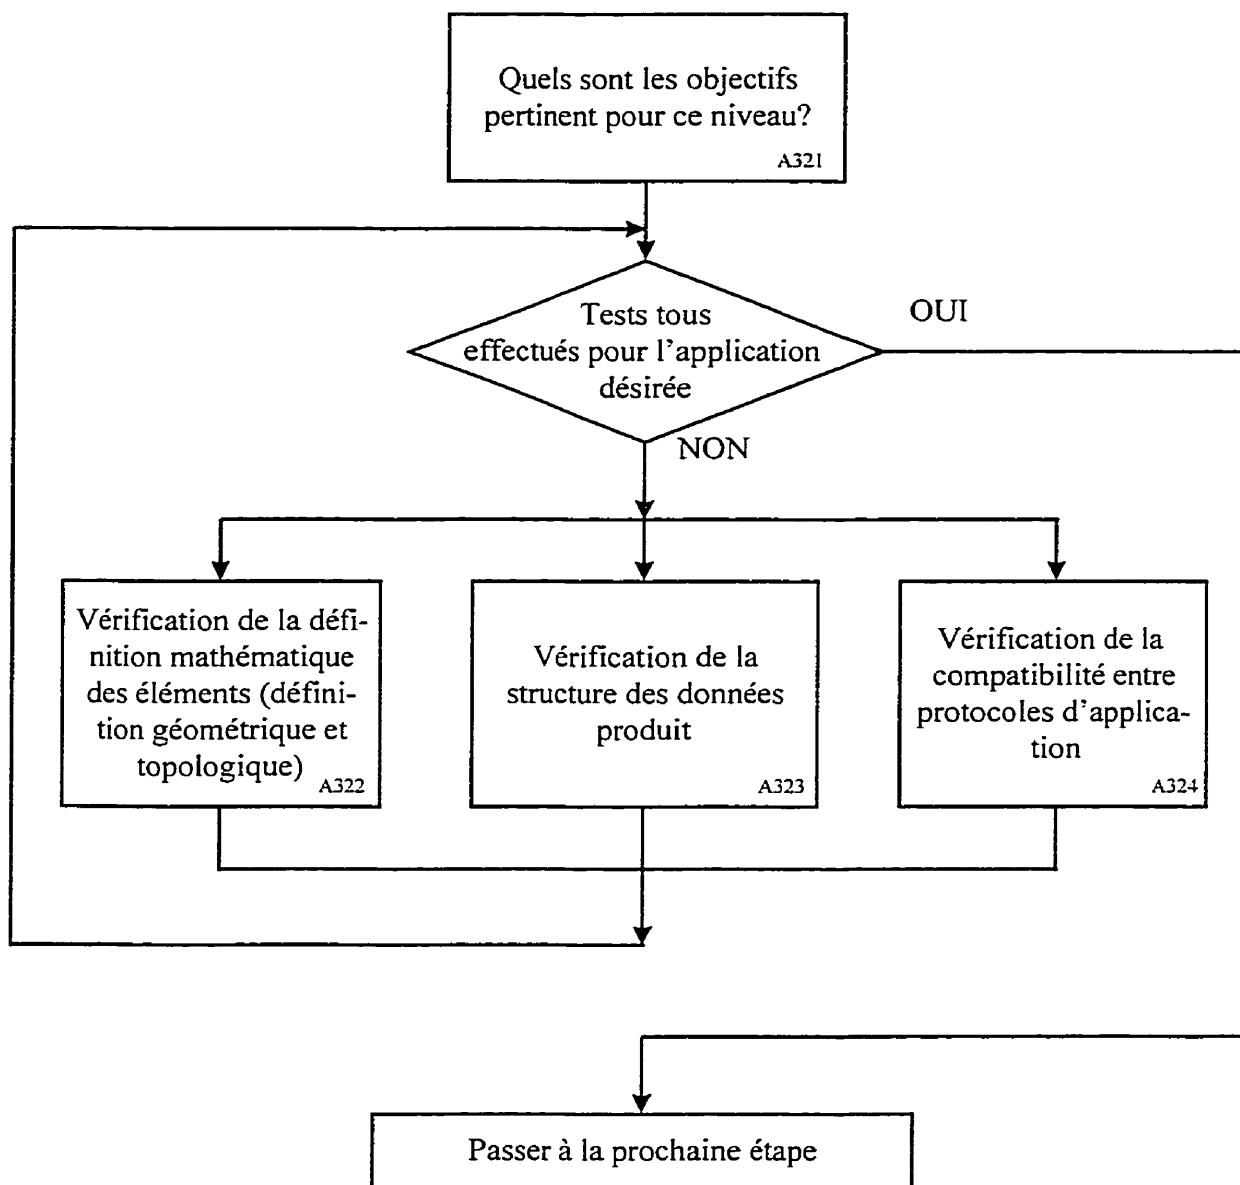 Quels sont les objectifs
pertinent pour ce niveau?
A321
Tests tous
effectués pour l'application
désirée
OUI
NON
Vérification de la défi-
nition mathématique
des éléments (défini-
tion géométrique et
topologique)
A322
Vérification de la
structure des données
produit
A323
Vérification de la
compatibilité entre
protocoles d'applica-
tion
A324
Passer à la prochaine étape